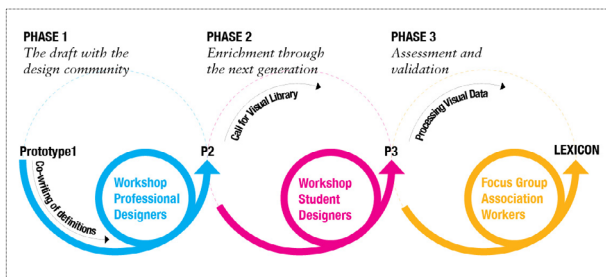 PHASE 1
The draft with the
design community
PHASE 2
Enrichment through
the next generation
PHASE 3
Assessment and
validation
Prototype1
Co-writing of definitions
Workshop
Professional
Designers
P2
Call for Visual Library
Workshop
Student
Designers
P3
Processing Visual Data
Focus Group
Association
Workers
LEXICON